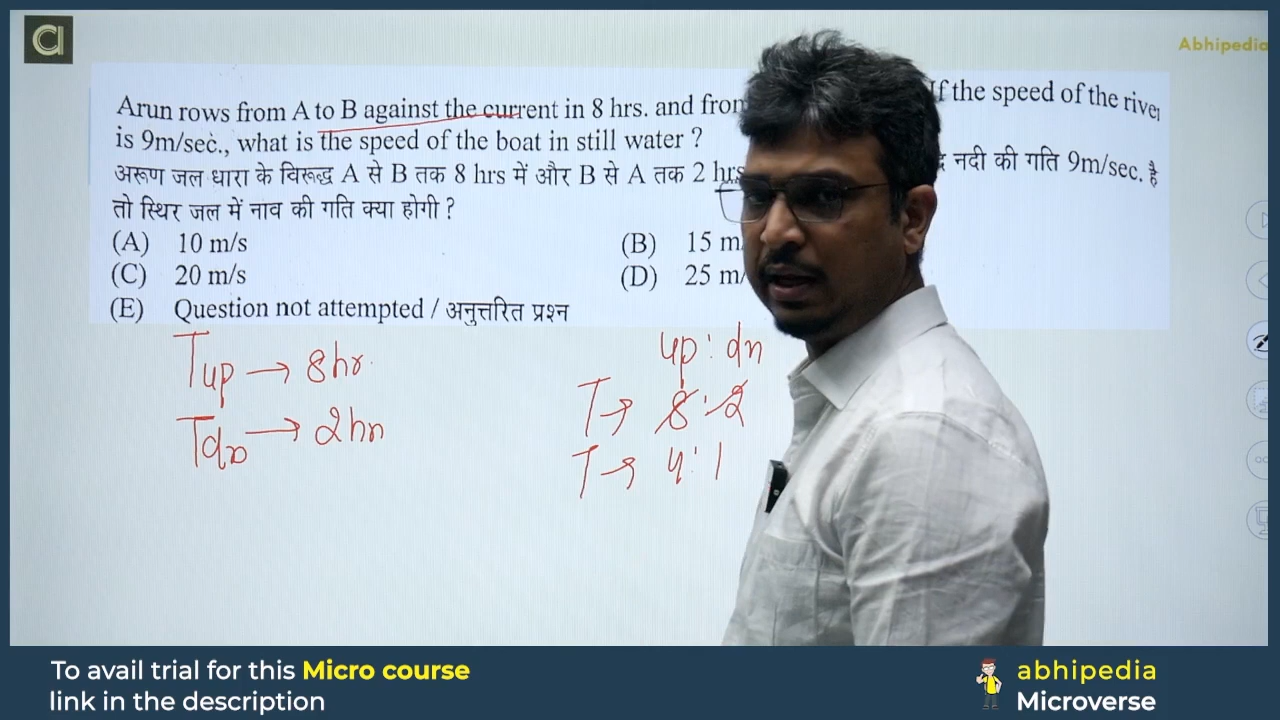 Abhipedia
Arun rows from A to B against the current in 8 hrs. and from If the speed of the river
is 9m/sec., what is the speed of the boat in still water ?
अरूण जल धारा के विरूद्ध A से B तक 8 hrs में और B से A तक 2 hrs नदी की गति 9m/sec. है
तो स्थिर जल में नाव की गति क्या होगी ?
(A) 10 m/s (B) 15 m
(C) 20 m/s (D) 25 m/
(E) Question not attempted / अनुत्तरित प्रश्न
Tup → 8hr
Tdn → 2hn
up : dn
T → 8 : 2
T → 4 : 1
To avail trial for this Micro course
link in the description
abhipedia
Microverse